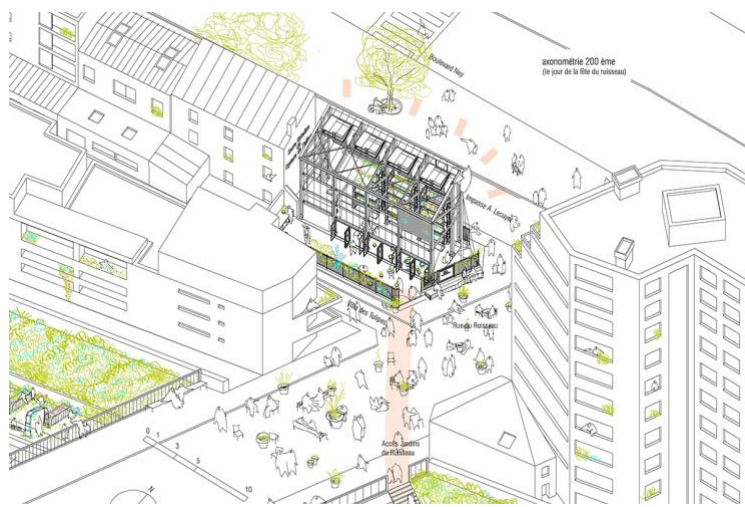 Boulevard Ney
axonométrie 200 ème
(le jour de la fête du ruisseau)
Impasse A. Lécuyer
Rue du Ruisseau
Accès Jardins
du Ruisseau
0
1
3
5
10
N